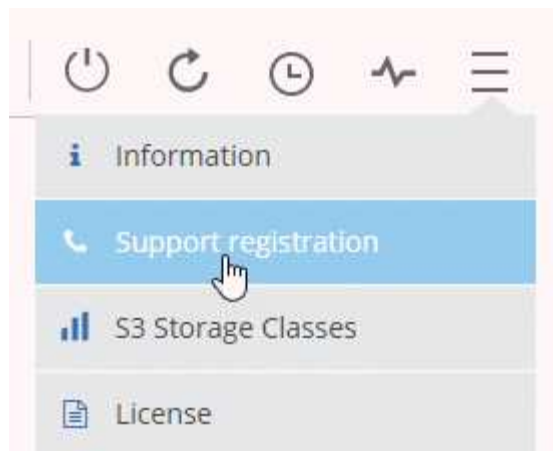 Information
Support registration
S3 Storage Classes
License